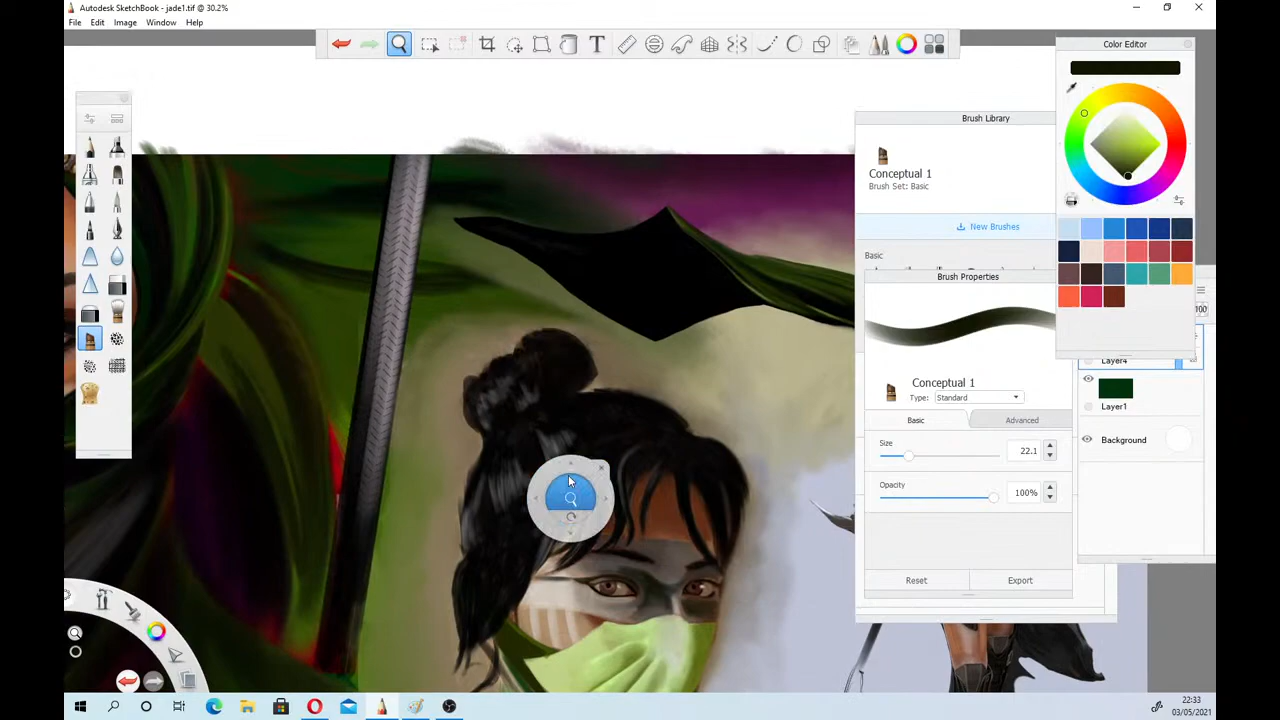 Autodesk SketchBook - jade1.tif @ 30.2%
File Edit Image Window Help
T
Color Editor
Brush Library
Conceptual 1
Brush Set: Basic
New Brushes
Basic
Brush Properties
Conceptual 1
Type: Standard
Basic Advanced
Size
22.1
Opacity
100%
Reset Export
100
Layer4
Layer1
Background
22:33
03/05/2021